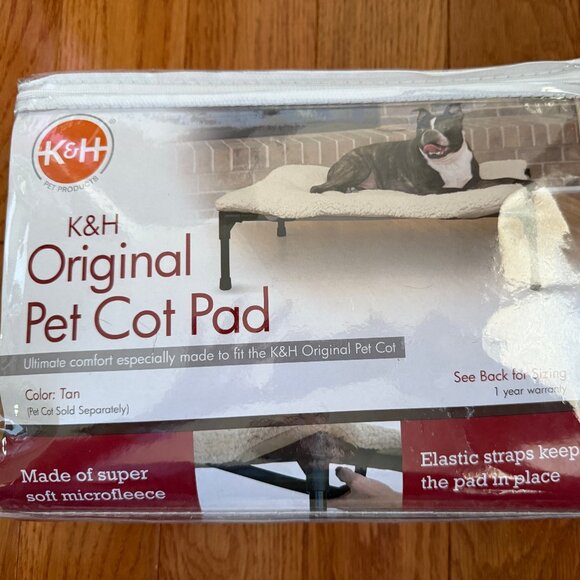 K&H
PET PRODUCTS
K&H
Original
Pet Cot Pad
Ultimate comfort especially made to fit the K&H Original Pet Cot
Color: Tan
(Pet Cot Sold Separately)
See Back for Sizing
1 year warranty
Made of super
soft microfleece
Elastic straps keep
the pad in place